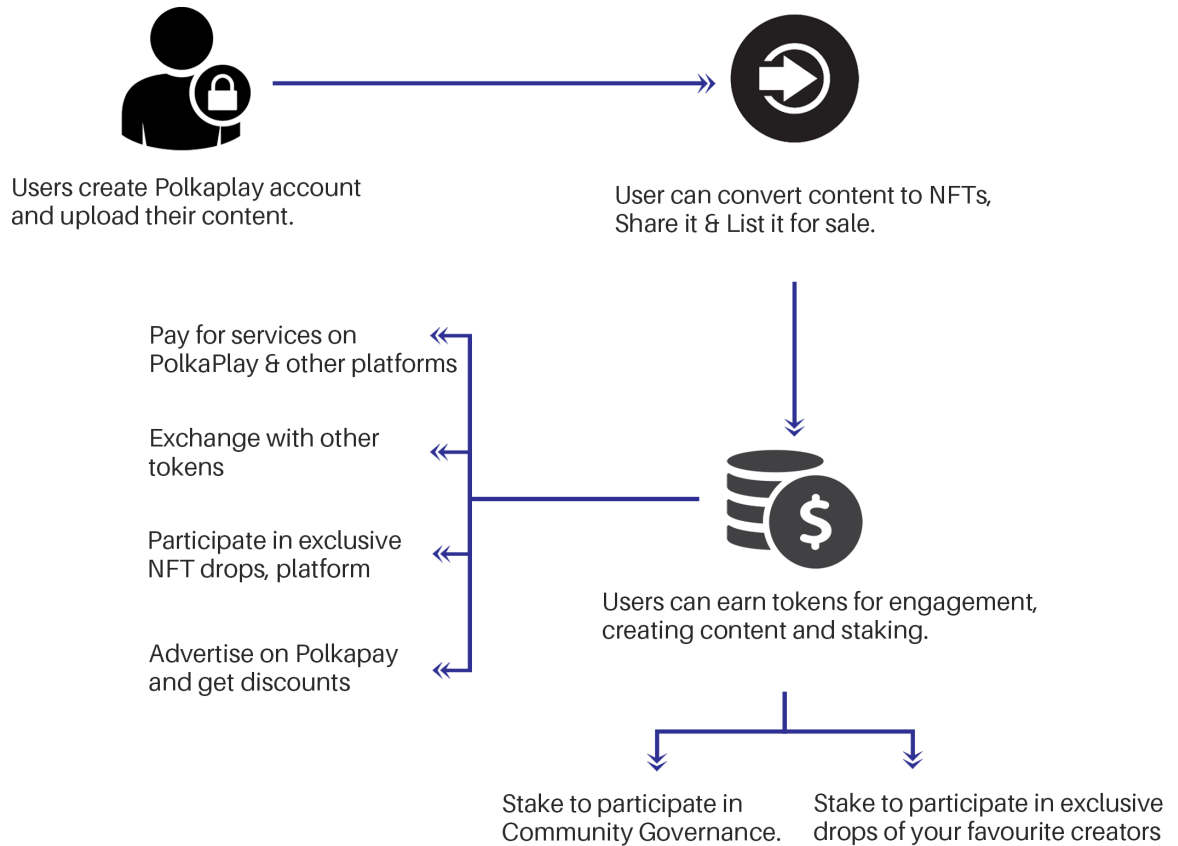 Users create Polkaplay account
and upload their content.
User can convert content to NFTs,
Share it & List it for sale.
Pay for services on
PolkaPlay & other platforms
Exchange with other
tokens
Participate in exclusive
NFT drops, platform
Advertise on Polkapay
and get discounts
$
Users can earn tokens for engagement,
creating content and staking.
Stake to participate in
Community Governance.
Stake to participate in exclusive
drops of your favourite creators